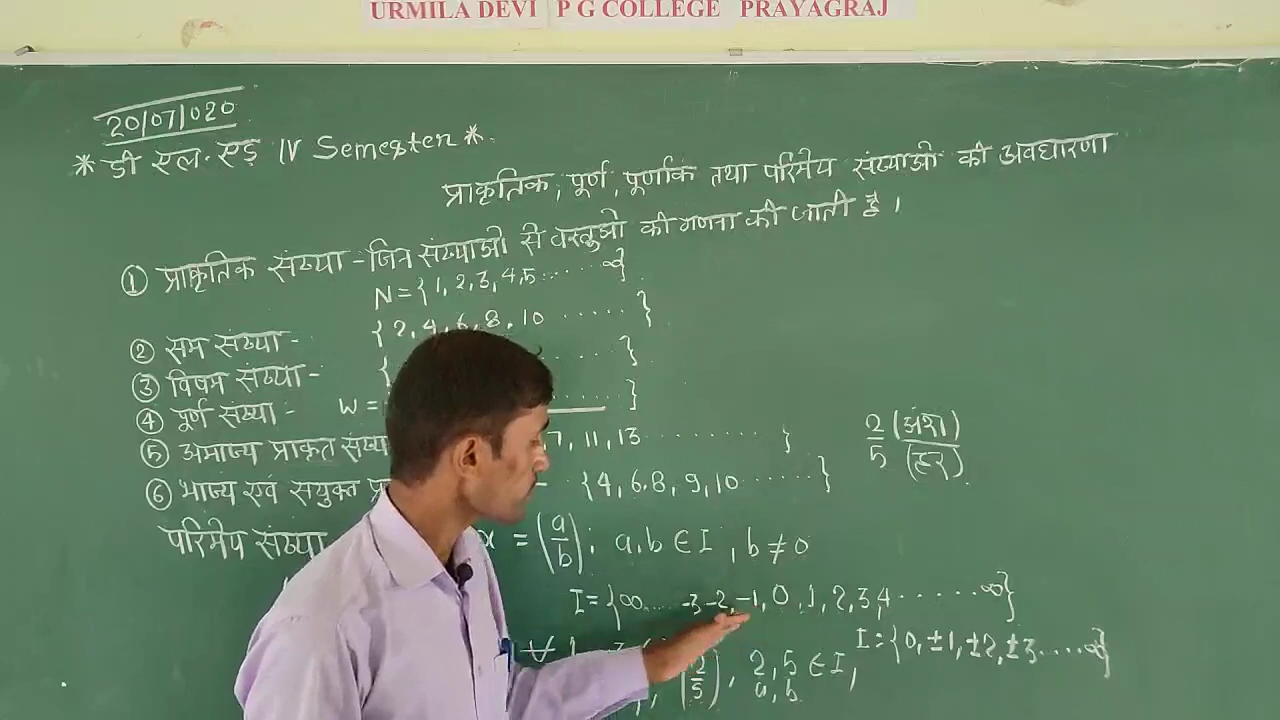 URMILA DEVI P G COLLEGE PRAYAGRAJ
20/07/020
* डी एल. एड़ IV Semester *.
प्राकृतिक, पूर्ण, पूर्णांक तथा परिमेय संख्याओ की अवधारणा
① प्राकृतिक संख्या - जिन संख्याओ से वस्तुओ की गणना की जाती है।
N = {1, 2, 3, 4, 5 ...... ∞}
② सम संख्या - {2, 4, 6, 8, 10 ......}
③ विषम संख्या - { ......}
④ पूर्ण संख्या - W = ......}
⑤ अभाज्य प्राकृत संख्या 7, 11, 13 ........ }
⑥ भाज्य एवं सयुक्त - {4, 6, 8, 9, 10 ......}
2/5 (अंश)/(हर)
परिमेय संख्या x = (a/b); a, b ∈ I, b ≠ 0
I = {∞..... -3 -2, -1, 0, 1, 2, 3, 4 ...... ∞}
I = {0, ±1, ±2, ±3 .... ∞}
(2/5), 2, 5 ∈ I,
a, b